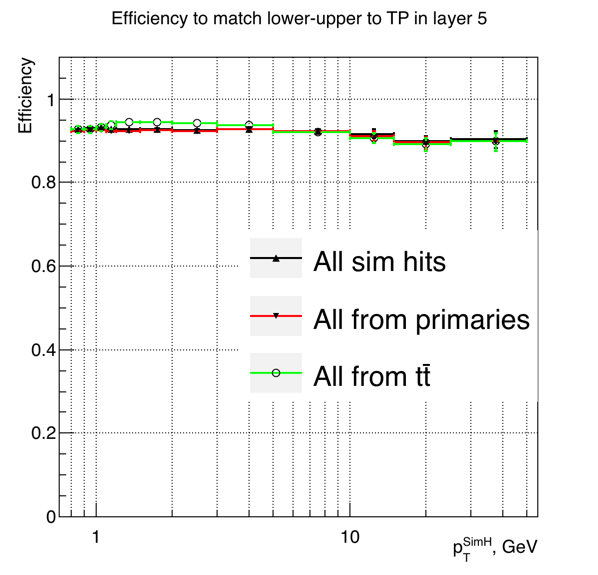 Efficiency to match lower-upper to TP in layer 5
Efficiency
1
0.8
0.6
0.4
0.2
0
All sim hits
All from primaries
All from tt̄
1
10
p_T^SimH, GeV